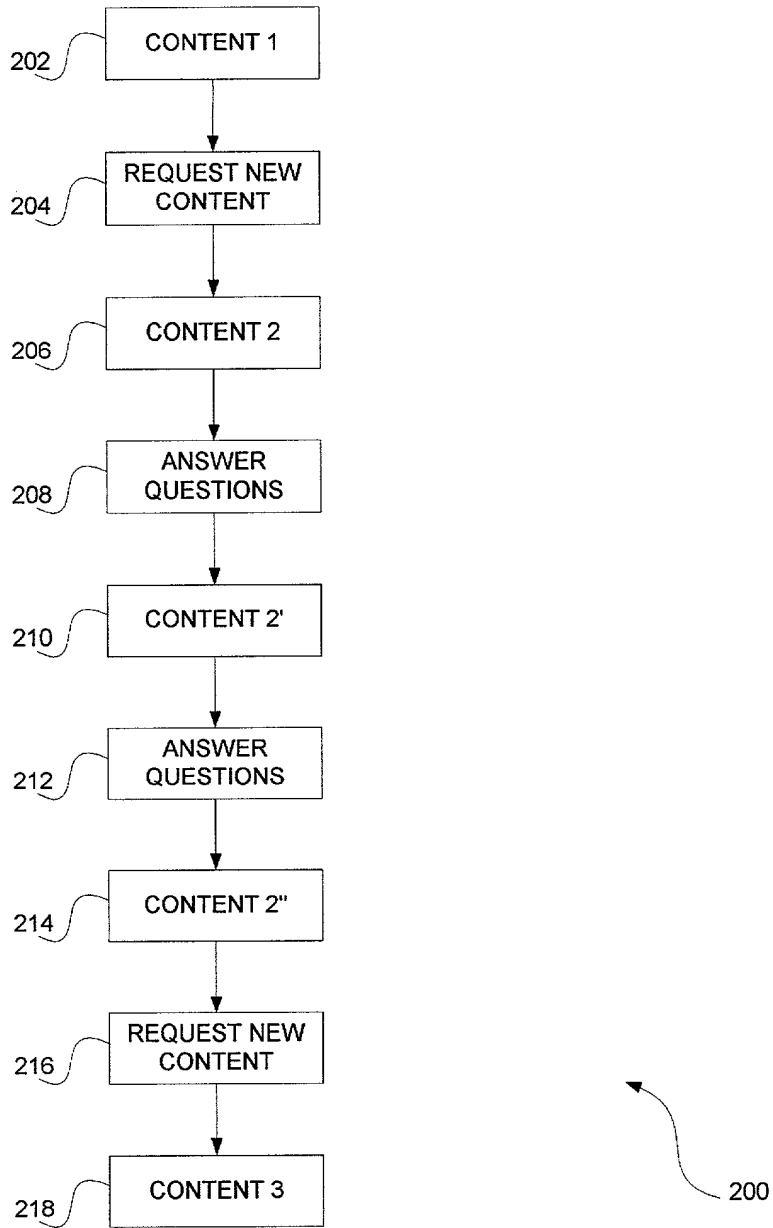 CONTENT 1
202
REQUEST NEW
CONTENT
204
CONTENT 2
206
ANSWER
QUESTIONS
208
CONTENT 2'
210
ANSWER
QUESTIONS
212
CONTENT 2"
214
REQUEST NEW
CONTENT
216
CONTENT 3
218
200